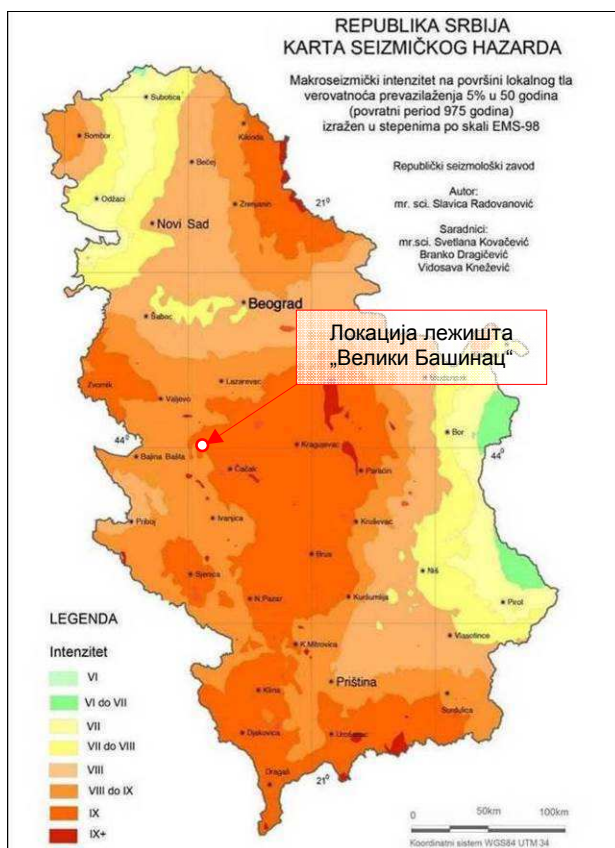 REPUBLIKA SRBIJA
KARTA SEIZMIČKOG HAZARDA
Makroseizmički intenzitet na površini lokalnog tla
verovatnoća prevazilaženja 5% u 50 godina
(povratni period 975 godina)
izražen u stepenima po skali EMS-98
Republički seizmološki zavod
Autor:
mr. sci. Slavica Radovanović
Saradnici:
mr.sci. Svetlana Kovačević
Branko Dragičević
Vidosava Knežević
Subotica
Sombor
Kikinda
Bečej
Odžaci
Zrenjanin
21⁰
Novi Sad
Beograd
Šabac
Локација лежишта
„Велики Башинац“
Zvornik
Lazarevac
Valjevo
Bor
44⁰
Kragujevac
44⁰
Bajina Bašta
Čačak
Paraćin
Priboj
Ivanjica
Kruševac
Brus
Niš
Sjenica
N.Pazar
Kuršumlija
Pirot
Vlasotince
K.Mitrovica
Priština
Klina
Surdulica
Djakovica
Uroševac
Dragaš
21⁰
LEGENDA
Intenzitet
VI
VI do VII
VII
VII do VIII
VIII
VIII do IX
IX
IX+
0 50km 100km
Koordinatni sistem WGS84 UTM 34